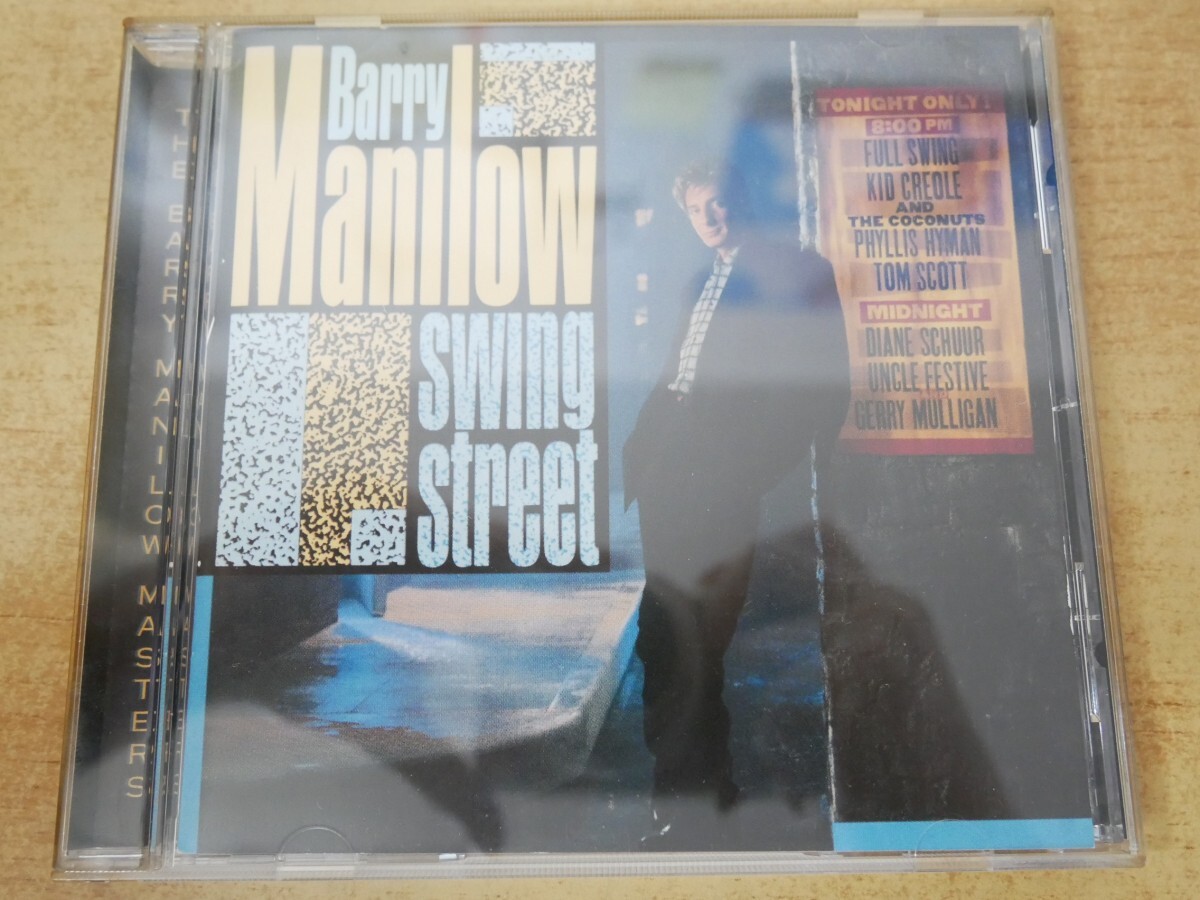 THE BARRY MANILOW MASTERS
Barry
Manilow
swing
street
TONIGHT ONLY!
8:00 PM
FULL SWING
KID CREOLE
AND
THE COCONUTS
PHYLLIS HYMAN
TOM SCOTT
MIDNIGHT
DIANE SCHUUR
UNCLE FESTIVE
GERRY MULLIGAN